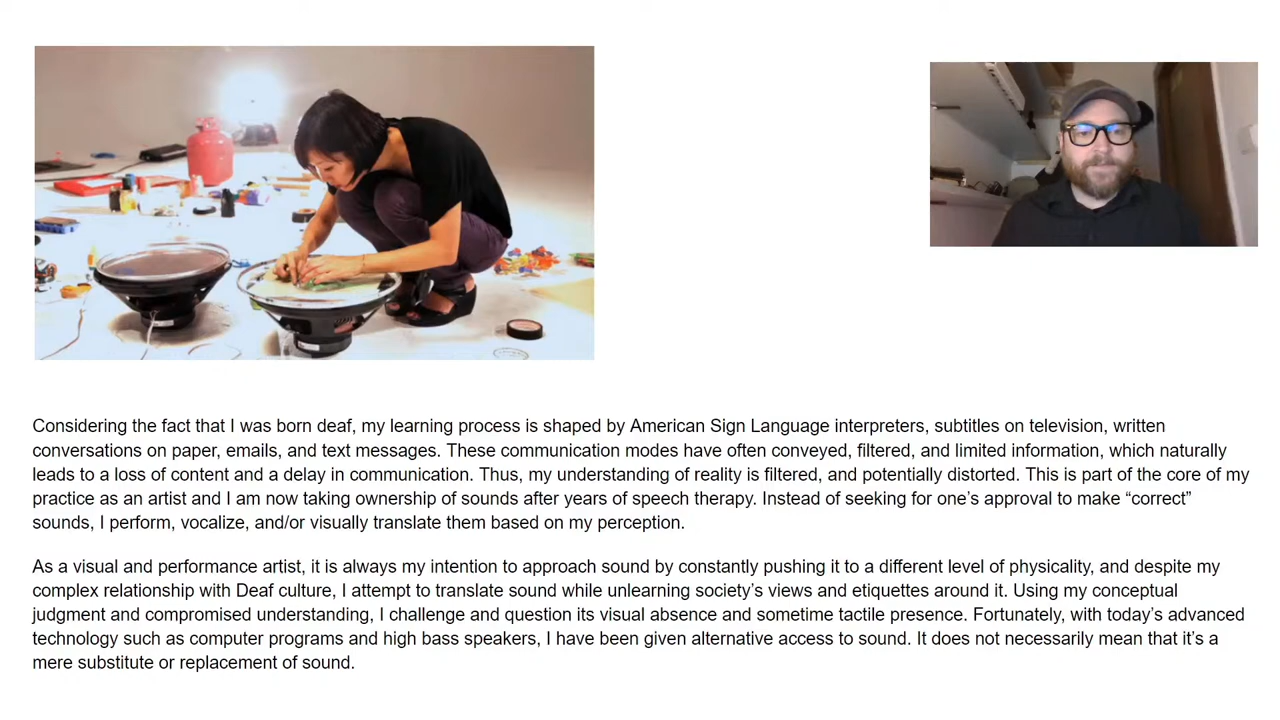 Considering the fact that I was born deaf, my learning process is shaped by American Sign Language interpreters, subtitles on television, written
conversations on paper, emails, and text messages. These communication modes have often conveyed, filtered, and limited information, which naturally
leads to a loss of content and a delay in communication. Thus, my understanding of reality is filtered, and potentially distorted. This is part of the core of my
practice as an artist and I am now taking ownership of sounds after years of speech therapy. Instead of seeking for one’s approval to make “correct”
sounds, I perform, vocalize, and/or visually translate them based on my perception.
As a visual and performance artist, it is always my intention to approach sound by constantly pushing it to a different level of physicality, and despite my
complex relationship with Deaf culture, I attempt to translate sound while unlearning society’s views and etiquettes around it. Using my conceptual
judgment and compromised understanding, I challenge and question its visual absence and sometime tactile presence. Fortunately, with today’s advanced
technology such as computer programs and high bass speakers, I have been given alternative access to sound. It does not necessarily mean that it’s a
mere substitute or replacement of sound.